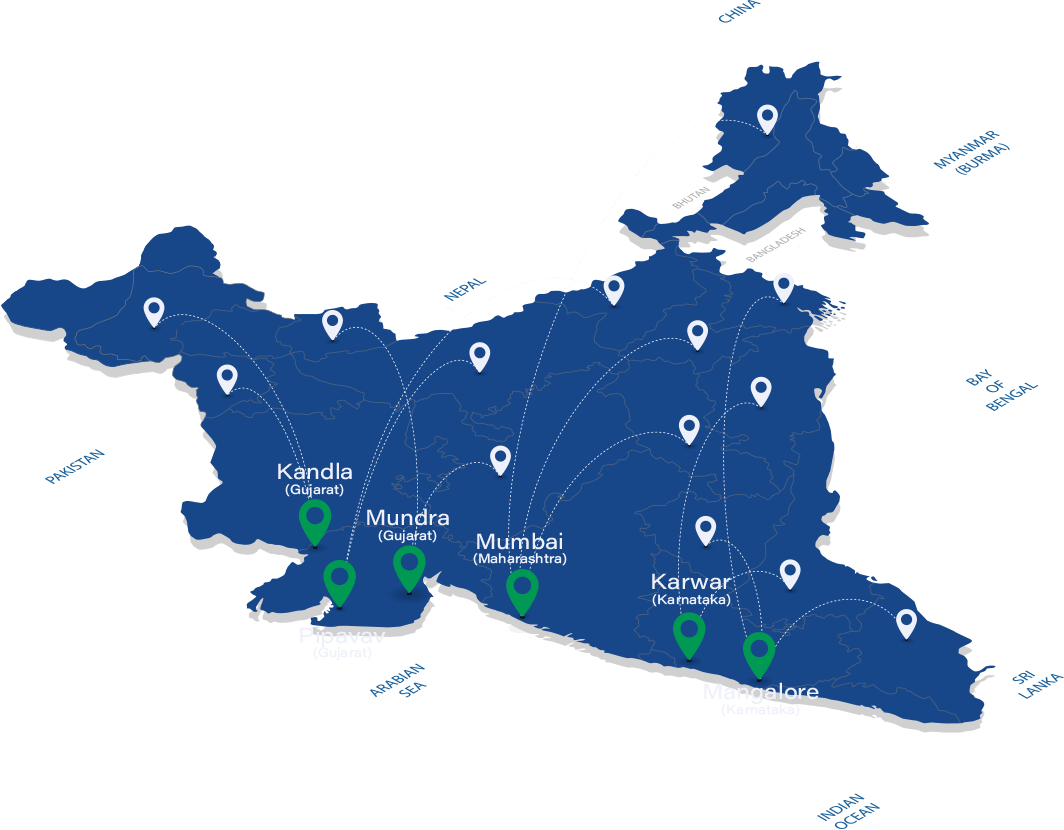 CHINA
MYANMAR
(BURMA)
BHUTAN
BANGLADESH
NEPAL
BAY
OF
BENGAL
PAKISTAN
Kandla
(Gujarat)
Mundra
(Gujarat)
Mumbai
(Maharashtra)
Karwar
(Karnataka)
Pipavav
(Gujarat)
ARABIAN
SEA
SRI
LANKA
Mangalore
(Karnataka)
INDIAN
OCEAN